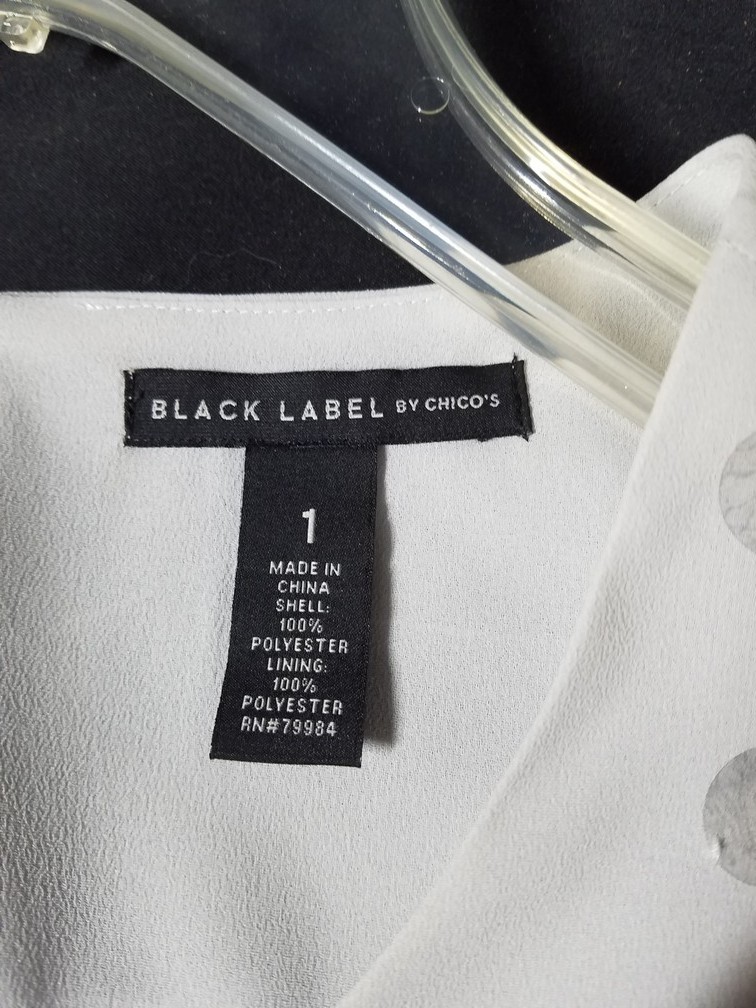 BLACK LABEL BY CHICO'S
1
MADE IN
CHINA
SHELL:
100%
POLYESTER
LINING:
100%
POLYESTER
RN#79984